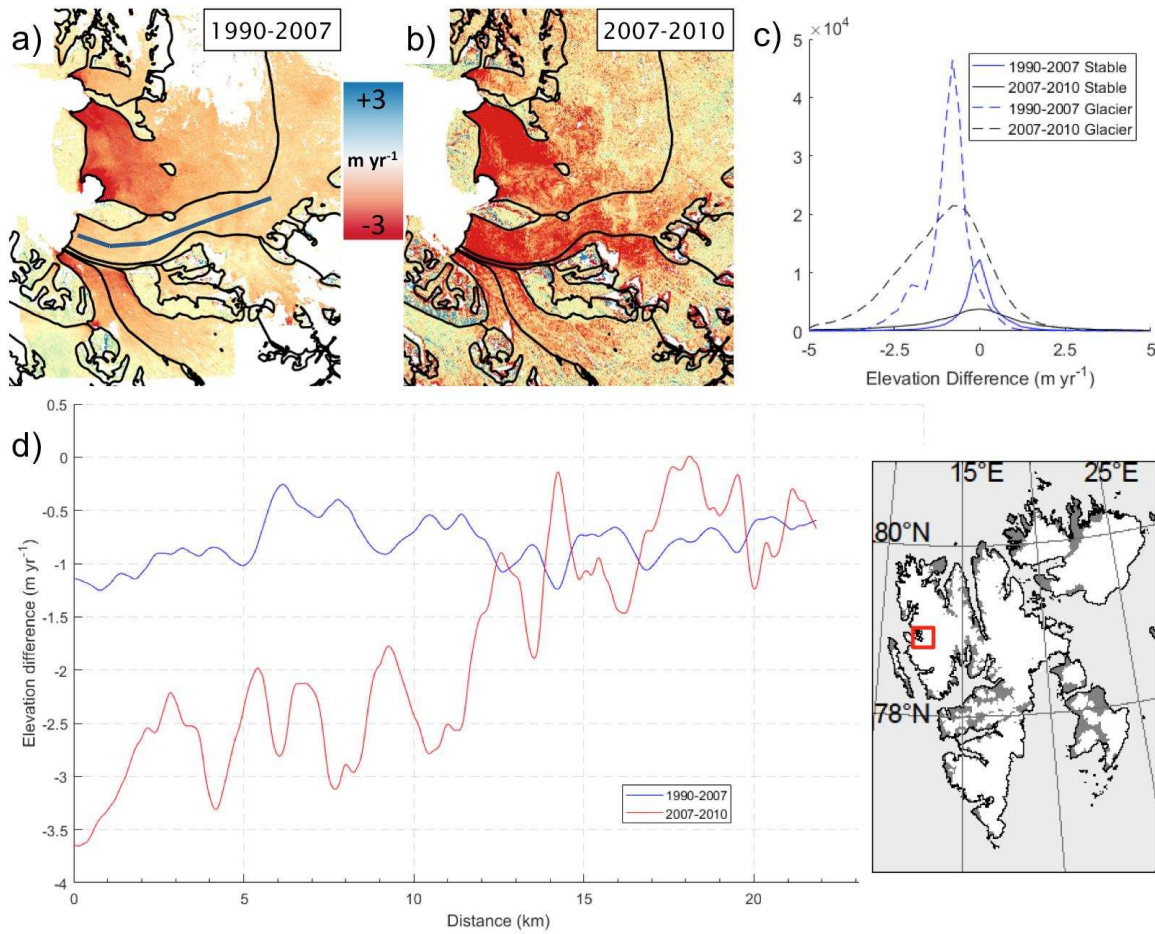 a)
1990-2007
b)
2007-2010
+3
m yr⁻¹
-3
c)
×10⁴
5
4
3
2
1
0
1990-2007 Stable
2007-2010 Stable
1990-2007 Glacier
2007-2010 Glacier
-5 -2.5 0 2.5 5
Elevation Difference (m yr⁻¹)
d)
Elevation difference (m yr⁻¹)
0.5
0
-0.5
-1
-1.5
-2
-2.5
-3
-3.5
-4
1990-2007
2007-2010
0 5 10 15 20
Distance (km)
15°E 25°E
80°N
78°N